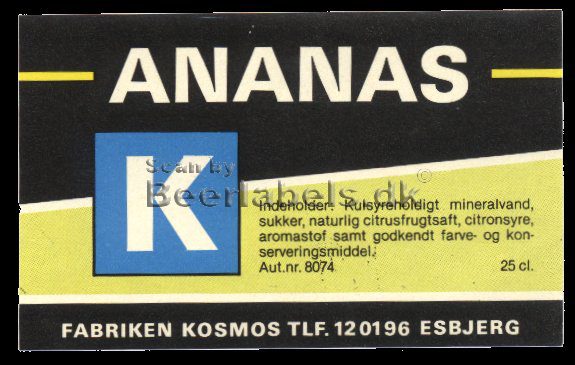 ANANAS
K
Scan by
Beerlabels.dk ©
Indeholder: Kulsyreholdigt mineralvand,
sukker, naturlig citrusfrugtsaft, citronsyre,
aromastof samt godkendt farve- og kon-
serveringsmiddel.
Aut.nr. 8074 25 cl.
FABRIKEN KOSMOS TLF. 120196 ESBJERG